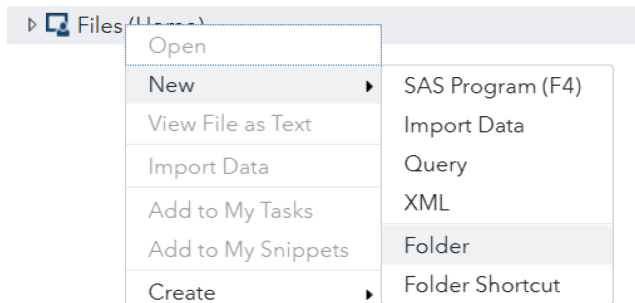 Files (Home)
Open
New
SAS Program (F4)
View File as Text
Import Data
Import Data
Query
Add to My Tasks
XML
Add to My Snippets
Folder
Create
Folder Shortcut